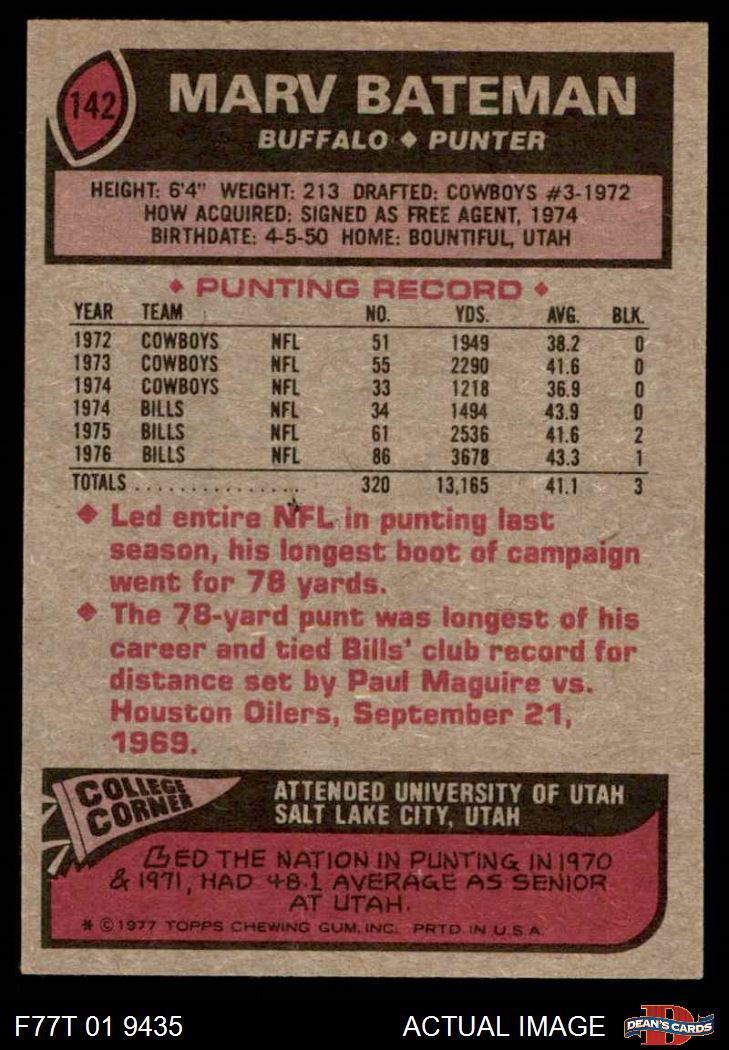 142
MARV BATEMAN
BUFFALO ♦ PUNTER
HEIGHT: 6'4" WEIGHT: 213 DRAFTED: COWBOYS #3-1972
HOW ACQUIRED: SIGNED AS FREE AGENT, 1974
BIRTHDATE: 4-5-50 HOME: BOUNTIFUL, UTAH
♦ PUNTING RECORD ♦
YEAR TEAM NO. YDS. AVG. BLK.
1972 COWBOYS NFL 51 1949 38.2 0
1973 COWBOYS NFL 55 2290 41.6 0
1974 COWBOYS NFL 33 1218 36.9 0
1974 BILLS NFL 34 1494 43.9 0
1975 BILLS NFL 61 2536 41.6 2
1976 BILLS NFL 86 3678 43.3 1
TOTALS ................ 320 13,165 41.1 3
♦ Led entire NFL in punting last
season, his longest boot of campaign
went for 78 yards.
♦ The 78-yard punt was longest of his
career and tied Bills' club record for
distance set by Paul Maguire vs.
Houston Oilers, September 21,
1969.
COLLEGE
CORNER
ATTENDED UNIVERSITY OF UTAH
SALT LAKE CITY, UTAH
LED THE NATION IN PUNTING IN 1970
& 1971, HAD 48.1 AVERAGE AS SENIOR
AT UTAH.
* © 1977 TOPPS CHEWING GUM, INC. PRTD. IN U.S.A.
F77T 01 9435 ACTUAL IMAGE
D
DEAN'S CARDS